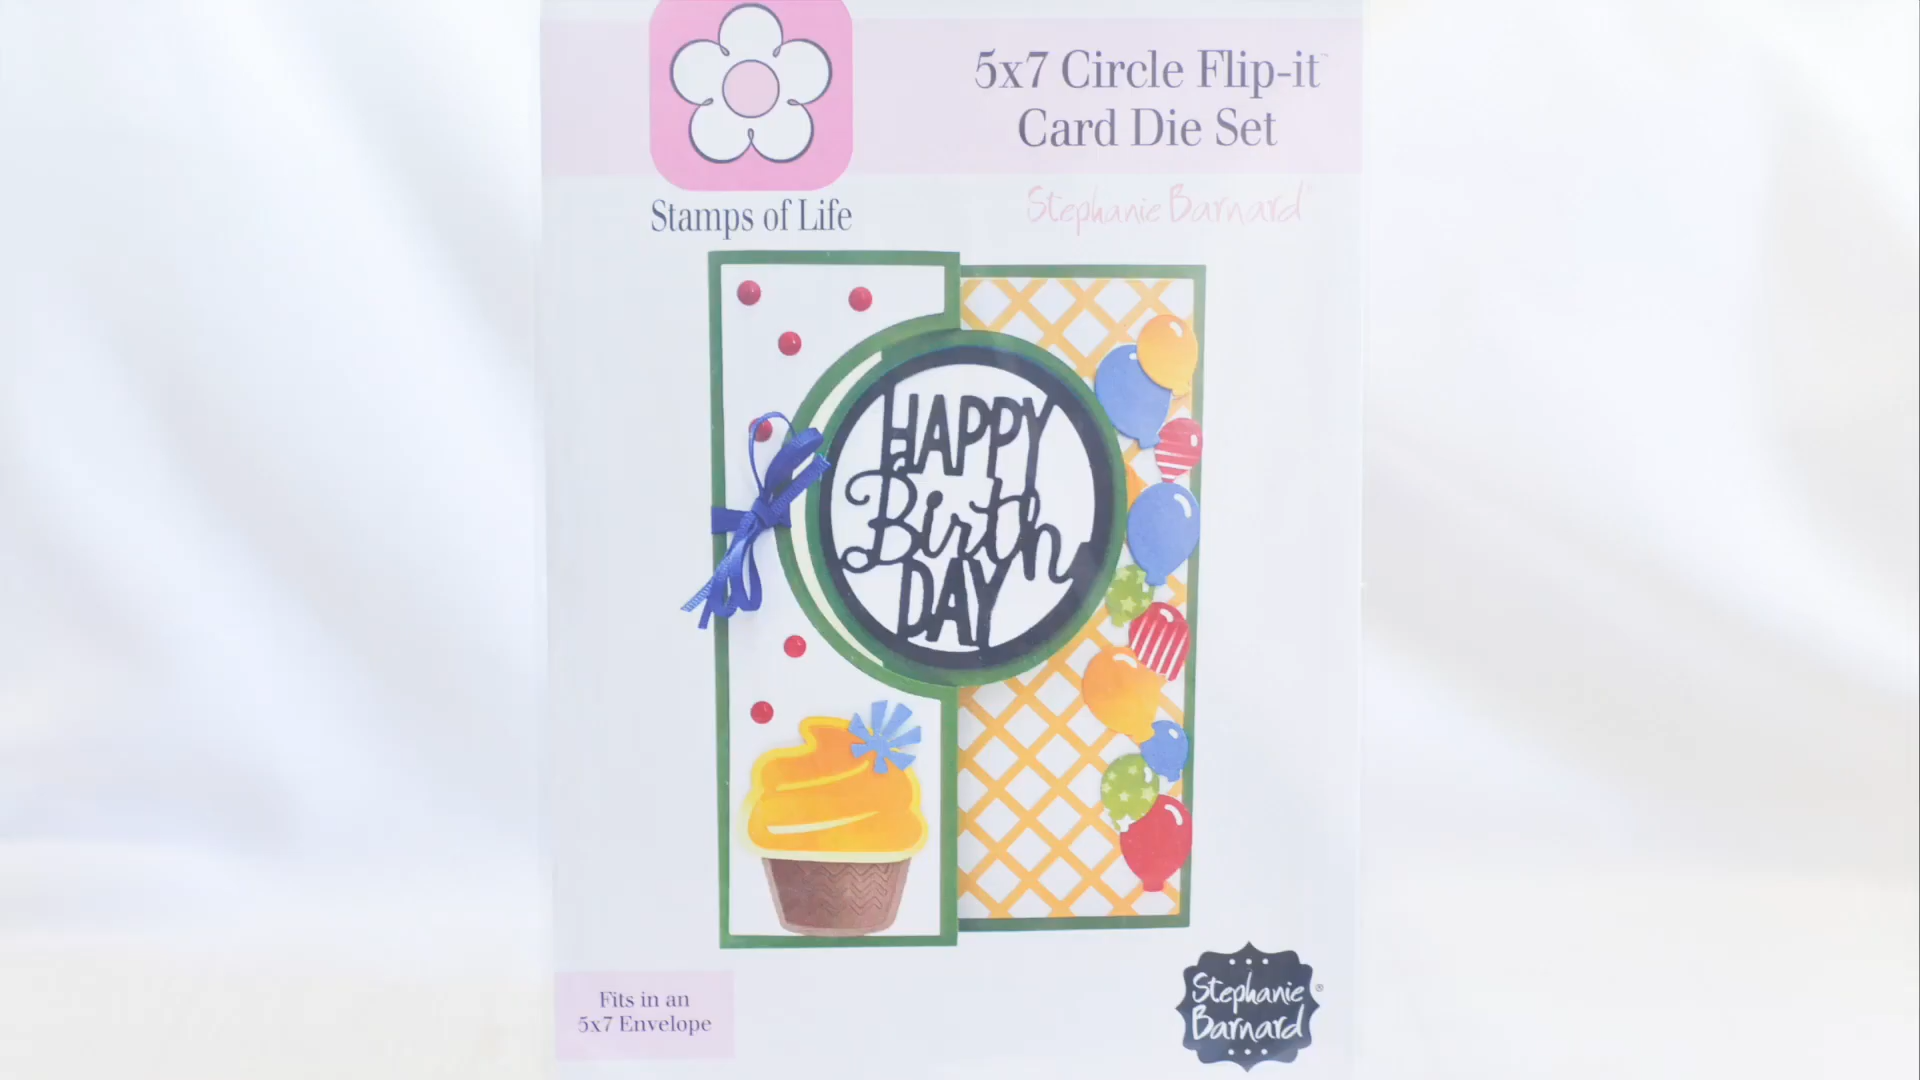 5x7 Circle Flip-it™
Card Die Set
Stephanie Barnard
Stamps of Life
HAPPY
Birth
DAY
Fits in an
5x7 Envelope
Stephanie
Barnard®